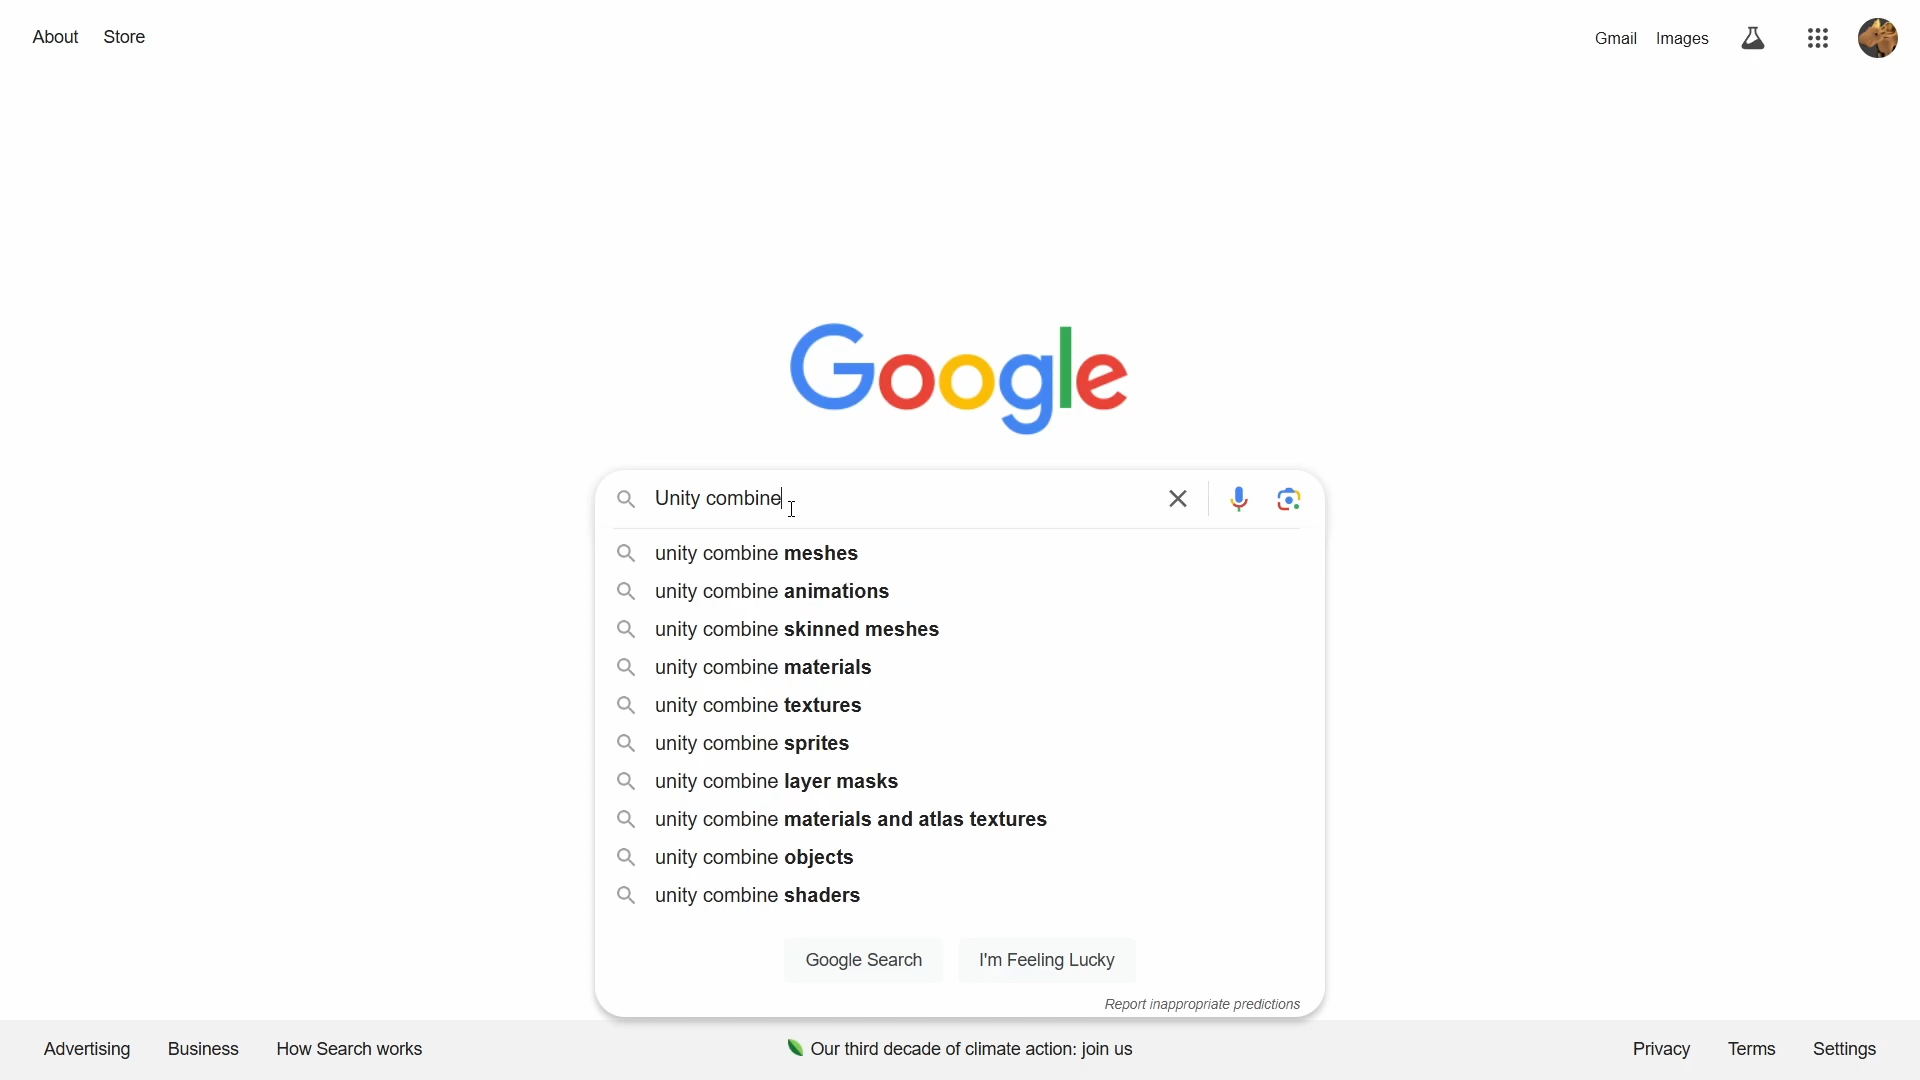 About Store
Gmail Images
Google
Unity combine
unity combine meshes
unity combine animations
unity combine skinned meshes
unity combine materials
unity combine textures
unity combine sprites
unity combine layer masks
unity combine materials and atlas textures
unity combine objects
unity combine shaders
Google Search I'm Feeling Lucky
Report inappropriate predictions
Advertising Business How Search works Our third decade of climate action: join us Privacy Terms Settings